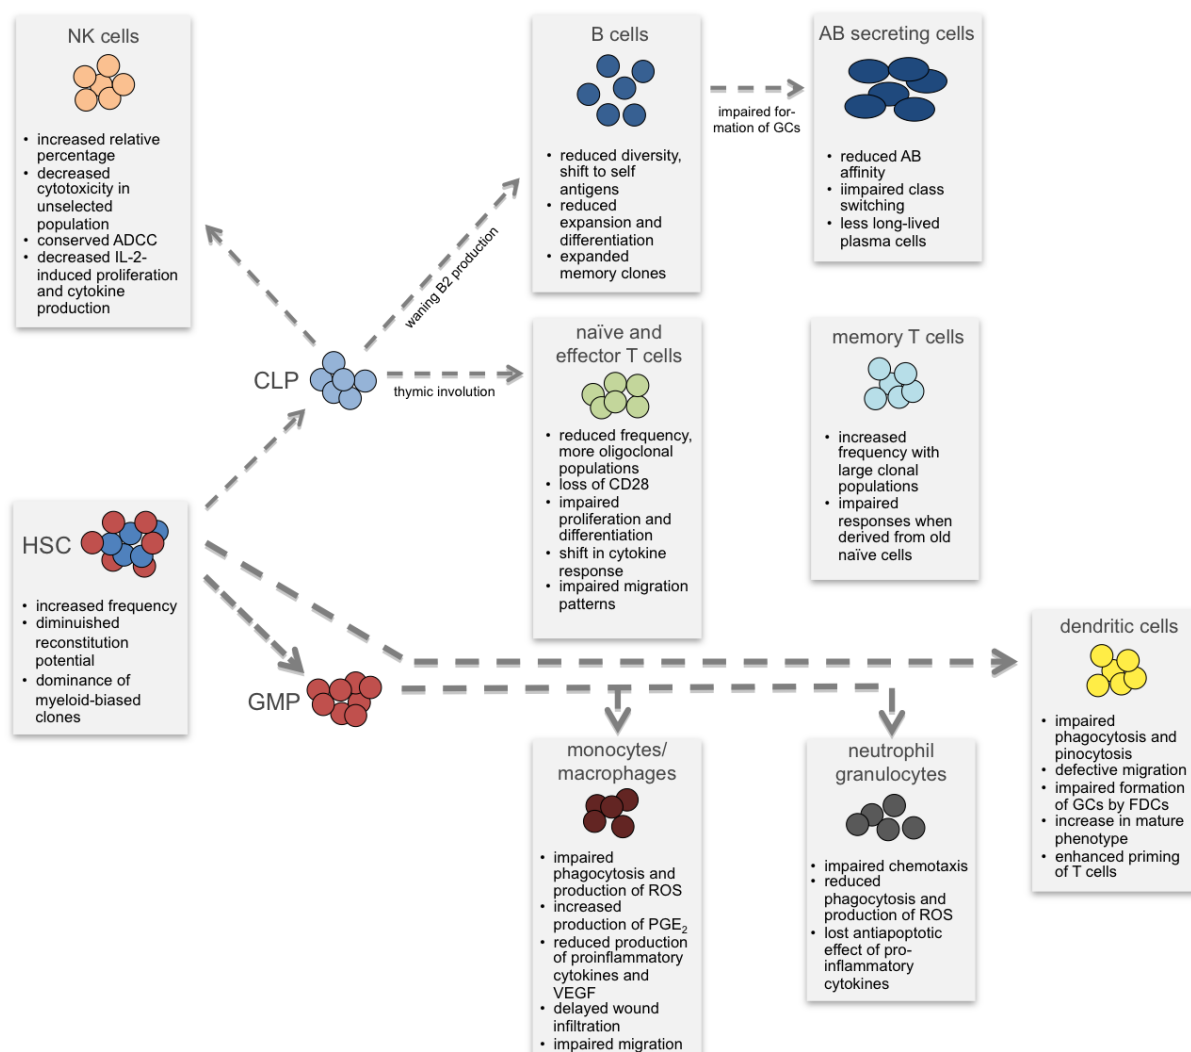 NK cells
• increased relative
percentage
• decreased
cytotoxicity in
unselected
population
• conserved ADCC
• decreased IL-2-
induced proliferation
and cytokine
production
B cells
• reduced diversity,
shift to self
antigens
• reduced
expansion and
differentiation
• expanded
memory clones
impaired for-
mation of GCs
AB secreting cells
• reduced AB
affinity
• iimpaired class
switching
• less long-lived
plasma cells
waning B2 production
CLP
thymic involution
naïve and
effector T cells
• reduced frequency,
more oligoclonal
populations
• loss of CD28
• impaired
proliferation and
differentiation
• shift in cytokine
response
• impaired migration
patterns
memory T cells
• increased
frequency with
large clonal
populations
• impaired
responses when
derived from old
naïve cells
HSC
• increased frequency
• diminished
reconstitution
potential
• dominance of
myeloid-biased
clones
GMP
dendritic cells
• impaired
phagocytosis and
pinocytosis
• defective migration
• impaired formation
of GCs by FDCs
• increase in mature
phenotype
• enhanced priming
of T cells
monocytes/
macrophages
• impaired
phagocytosis and
production of ROS
• increased
production of PGE₂
• reduced production
of proinflammatory
cytokines and
VEGF
• delayed wound
infiltration
• impaired migration
neutrophil
granulocytes
• impaired chemotaxis
• reduced
phagocytosis and
production of ROS
• lost antiapoptotic
effect of pro-
inflammatory
cytokines